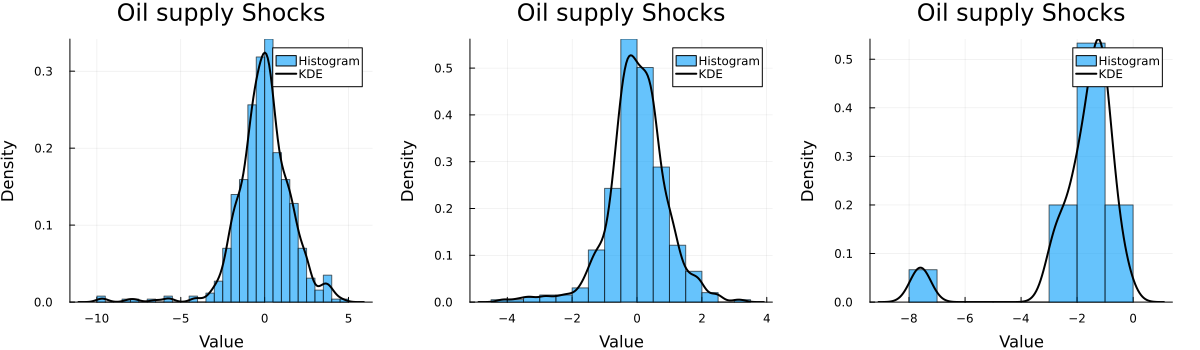 Oil supply Shocks
Histogram
KDE
Density
0.3
0.2
0.1
0.0
−10
−5
0
5
Value
Oil supply Shocks
Histogram
KDE
Density
0.5
0.4
0.3
0.2
0.1
0.0
−4
−2
0
2
4
Value
Oil supply Shocks
Histogram
KDE
Density
0.5
0.4
0.3
0.2
0.1
0.0
−8
−6
−4
−2
0
Value